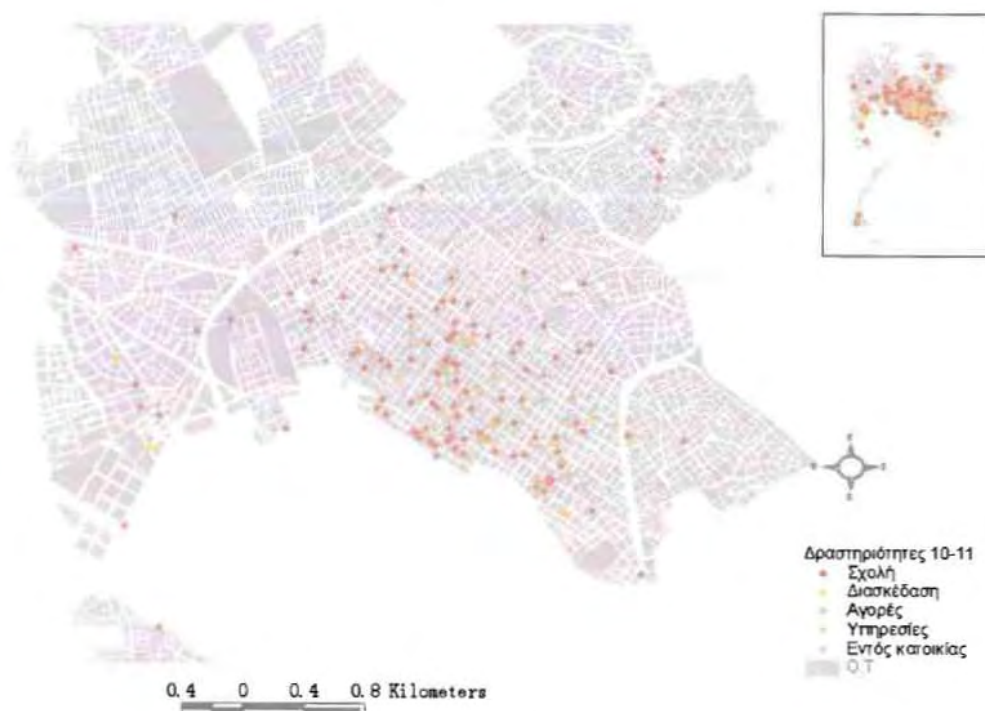 Δραστηριότητες 10-11
Σχολή
Διασκέδαση
Αγορές
Υπηρεσίες
Εντός κατοικίας
Ο.Τ
0.4 0 0.4 0.8 Kilometers